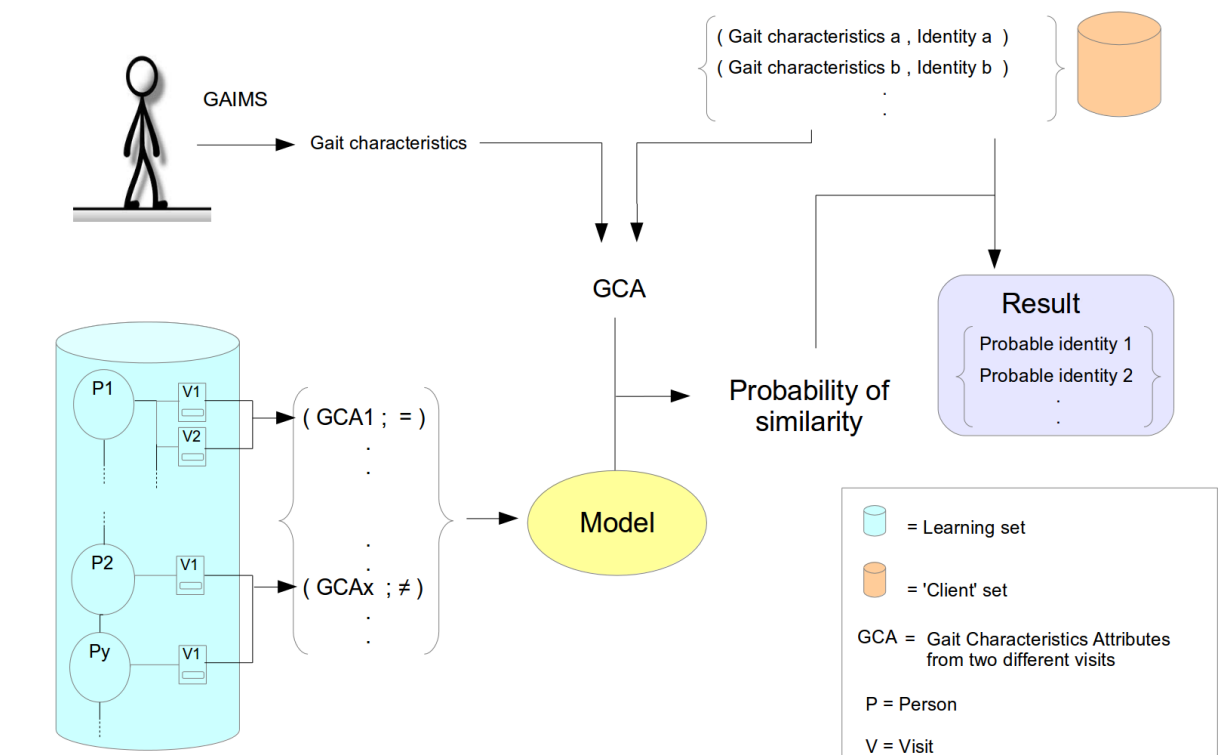 ( Gait characteristics a , Identity a )
( Gait characteristics b , Identity b )
.
.
GAIMS
Gait characteristics
GCA
Result
Probable identity 1
Probable identity 2
.
.
Probability of
similarity
P1
V1
V2
( GCA1 ; = )
.
.
Model
.
.
P2
V1
( GCAx ; ≠ )
.
.
Py
V1
= Learning set
= 'Client' set
GCA = Gait Characteristics Attributes
from two different visits
P = Person
V = Visit